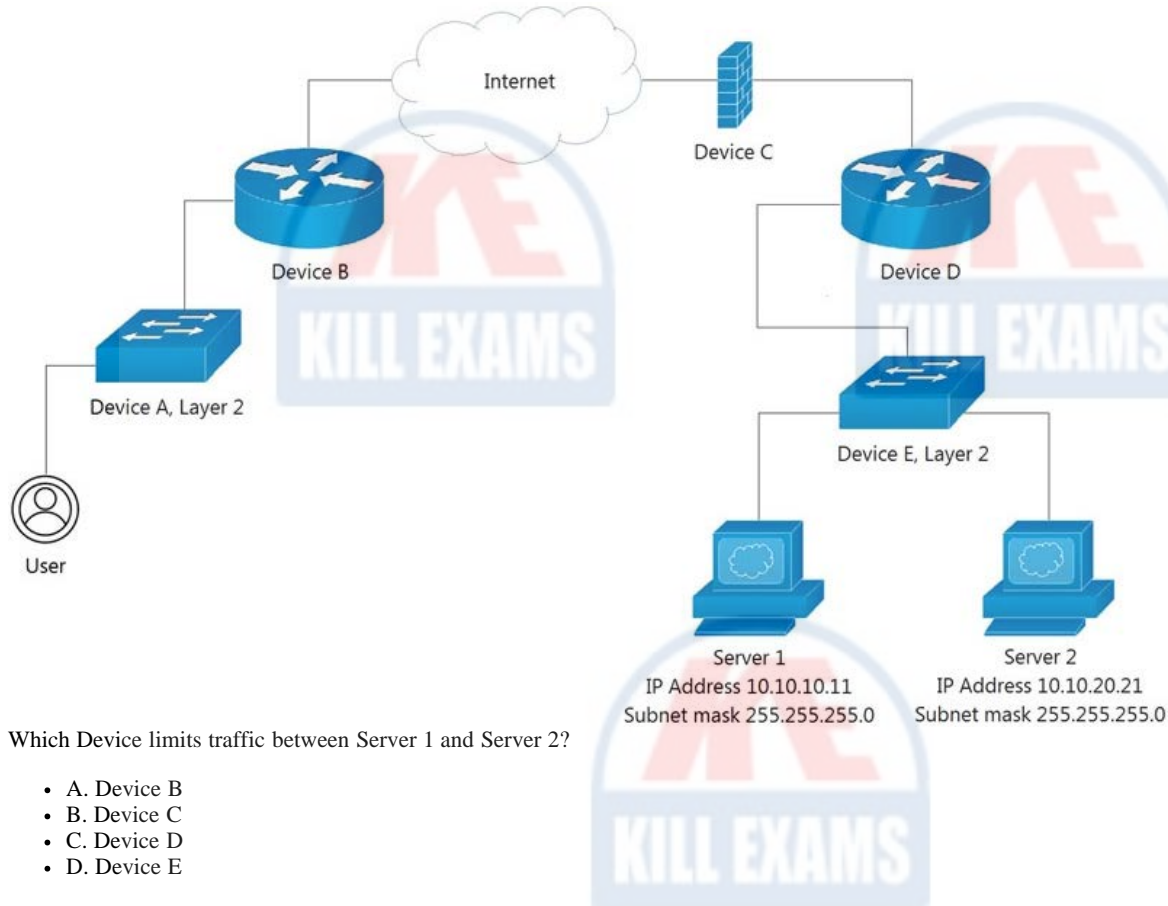 Internet
Device C
Device B
Device D
KILL EXAMS
KILL EXAMS
Device A, Layer 2
Device E, Layer 2
User
Server 1
IP Address 10.10.10.11
Subnet mask 255.255.255.0
Server 2
IP Address 10.10.20.21
Subnet mask 255.255.255.0
Which Device limits traffic between Server 1 and Server 2?
• A. Device B
• B. Device C
• C. Device D
• D. Device E
KILL EXAMS